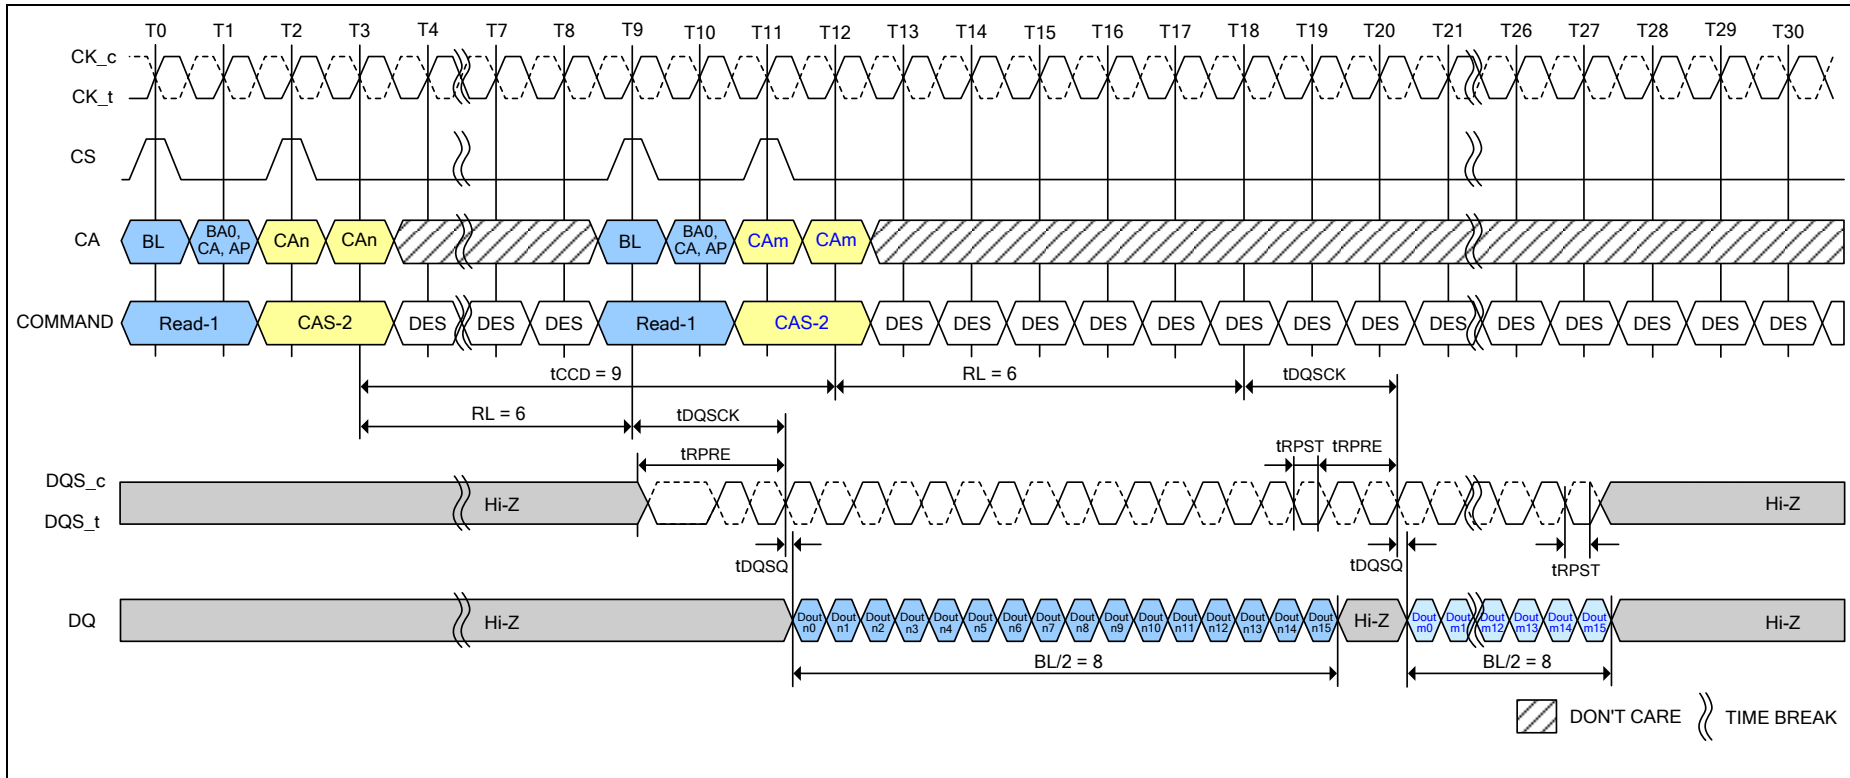 T0 T1 T2 T3 T4 T7 T8 T9 T10 T11 T12 T13 T14 T15 T16 T17 T18 T19 T20 T21 T26 T27 T28 T29 T30
CK_c
CK_t
CS
CA
BL
BA0,
CA, AP
CAn
CAn
BL
BA0,
CA, AP
CAm
CAm
COMMAND
Read-1
CAS-2
DES
DES
DES
Read-1
CAS-2
DES
DES
DES
DES
DES
DES
DES
DES
DES
DES
DES
DES
DES
DES
tCCD = 9
RL = 6
tDQSCK
RL = 6
tDQSCK
tRPRE
tRPST
tRPRE
DQS_c
DQS_t
Hi-Z
Hi-Z
tDQSQ
tDQSQ
tRPST
DQ
Hi-Z
Dout
n0
Dout
n1
Dout
n2
Dout
n3
Dout
n4
Dout
n5
Dout
n6
Dout
n7
Dout
n8
Dout
n9
Dout
n10
Dout
n11
Dout
n12
Dout
n13
Dout
n14
Dout
n15
Hi-Z
Dout
m0
Dout
m1
Dout
m12
Dout
m13
Dout
m14
Dout
m15
Hi-Z
BL/2 = 8
BL/2 = 8
DON'T CARE
TIME BREAK